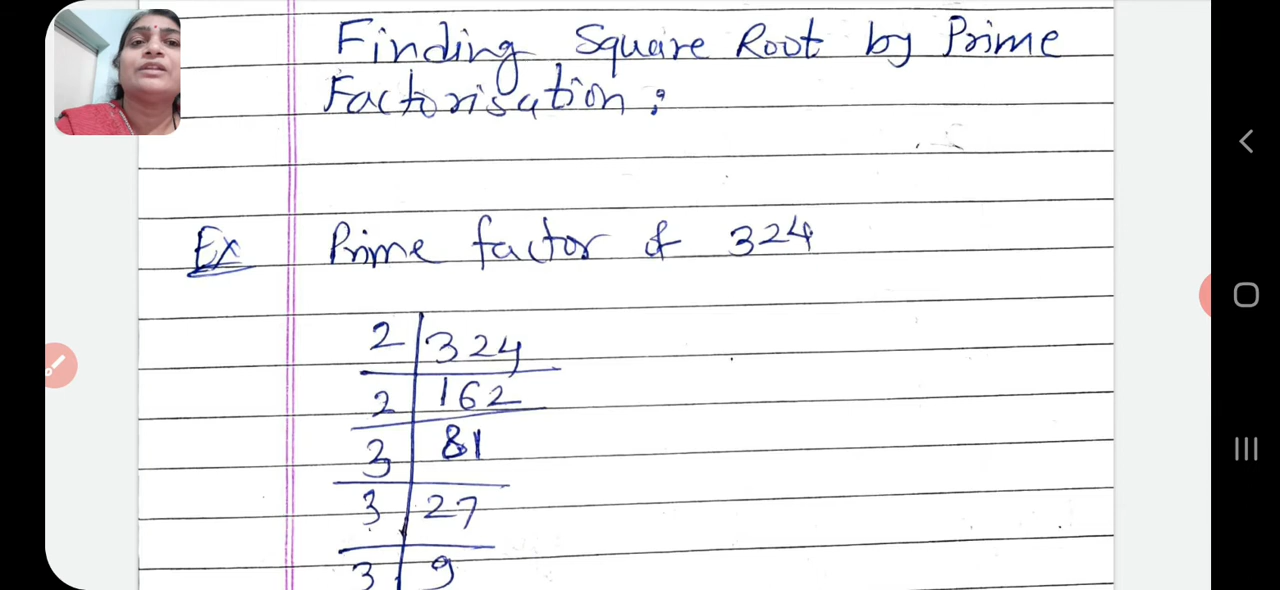 Finding Square Root by Prime
Factorisation :
Ex Prime factor of 324
2 | 324
2 | 162
3 | 81
3 | 27
3 | 9